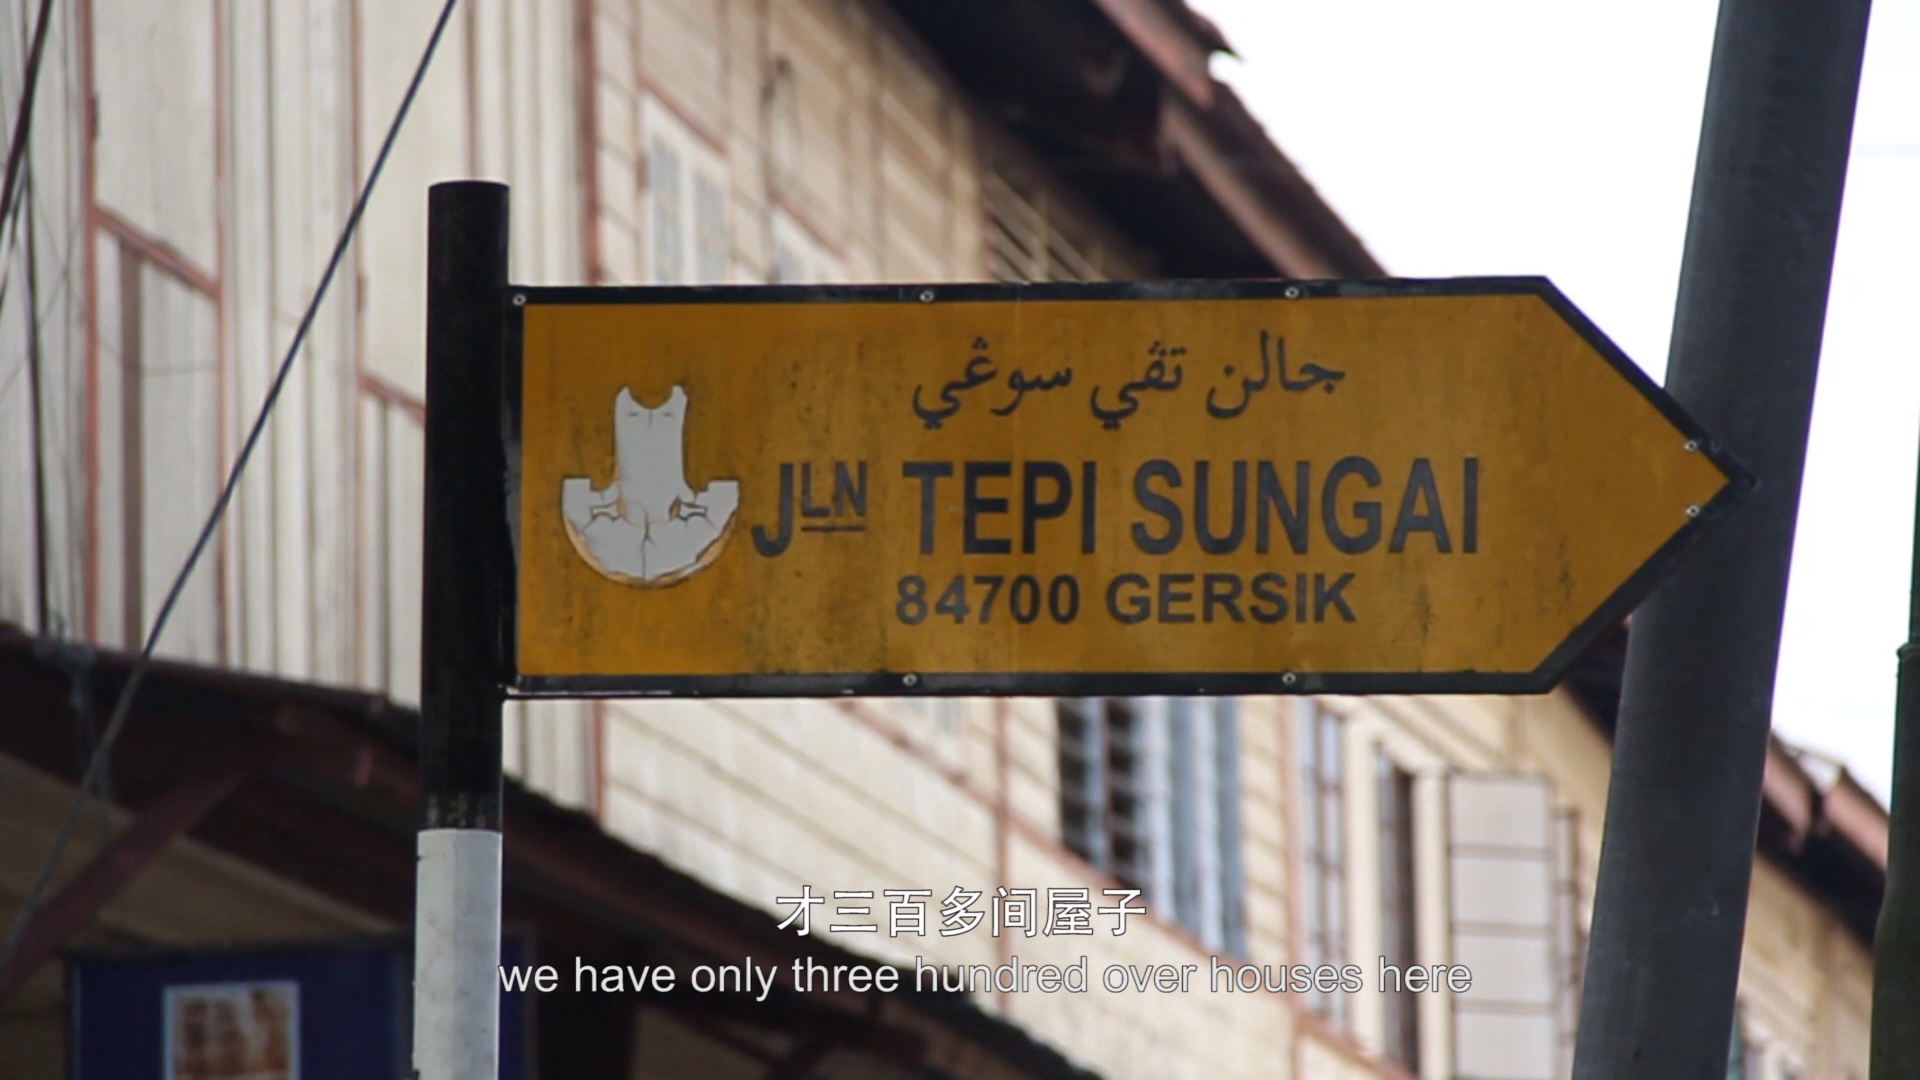 جالن تڤي سوڠي
JLN TEPI SUNGAI
84700 GERSIK
才三百多间屋子
we have only three hundred over houses here